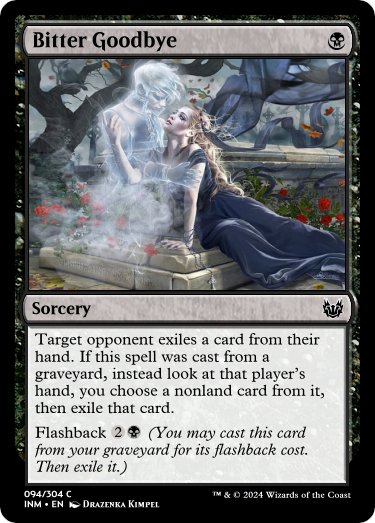 Bitter Goodbye
Sorcery
Target opponent exiles a card from their
hand. If this spell was cast from a
graveyard, instead look at that player's
hand, you choose a nonland card from it,
then exile that card.
Flashback 2 (You may cast this card
from your graveyard for its flashback cost.
Then exile it.)
094/304 C
INM • EN DRAZENKA KIMPEL
™ & © 2024 Wizards of the Coast